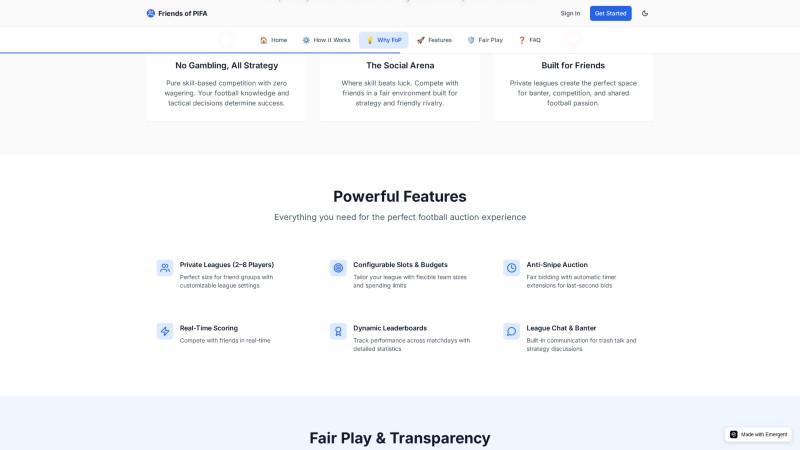 Friends of PIFA
Sign In
Get Started
🏠 Home
⚙️ How It Works
💡 Why FoP
🚀 Features
🛡️ Fair Play
❓ FAQ
No Gambling, All Strategy
Pure skill-based competition with zero
wagering. Your football knowledge and
tactical decisions determine success.
The Social Arena
Where skill beats luck. Compete with
friends in a fair environment built for
strategy and friendly rivalry.
Built for Friends
Private leagues create the perfect space
for banter, competition, and shared
football passion.
Powerful Features
Everything you need for the perfect football auction experience
Private Leagues (2–8 Players)
Perfect size for friend groups with
customizable league settings
Configurable Slots & Budgets
Tailor your league with flexible team sizes
and spending limits
Anti-Snipe Auction
Fair bidding with automatic timer
extensions for last-second bids
Real-Time Scoring
Compete with friends in real-time
Dynamic Leaderboards
Track performance across matchdays with
detailed statistics
League Chat & Banter
Built-in communication for trash talk and
strategy discussions
Fair Play & Transparency
Made with Emergent